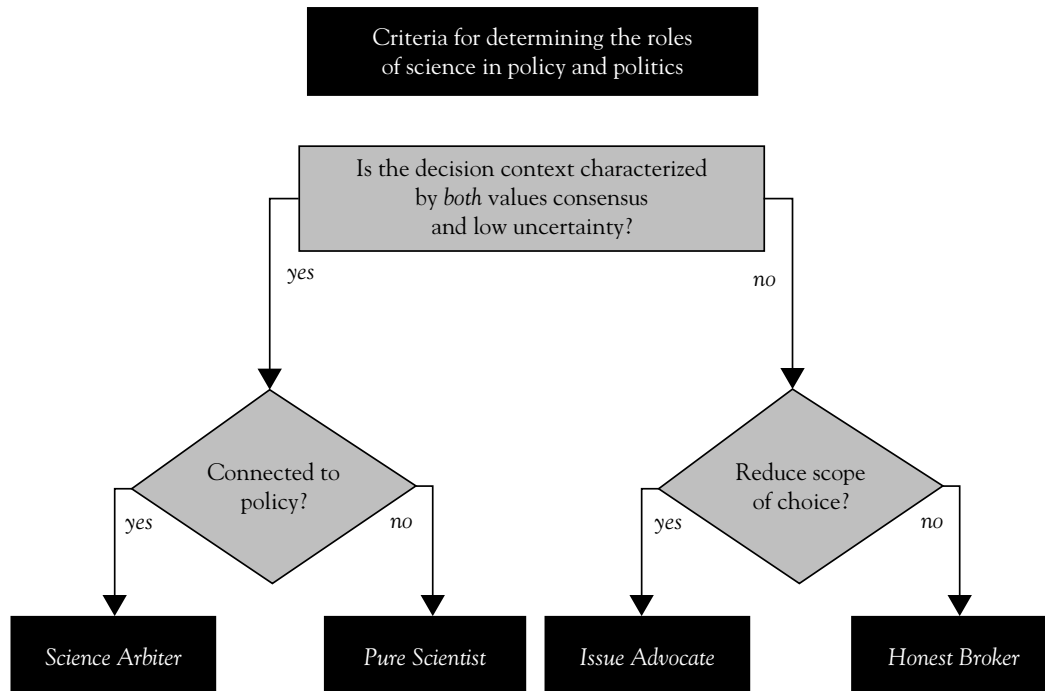 Criteria for determining the roles
of science in policy and politics
Is the decision context characterized
by both values consensus
and low uncertainty?
yes
no
Connected to
policy?
yes
no
Reduce scope
of choice?
yes
no
Science Arbiter
Pure Scientist
Issue Advocate
Honest Broker